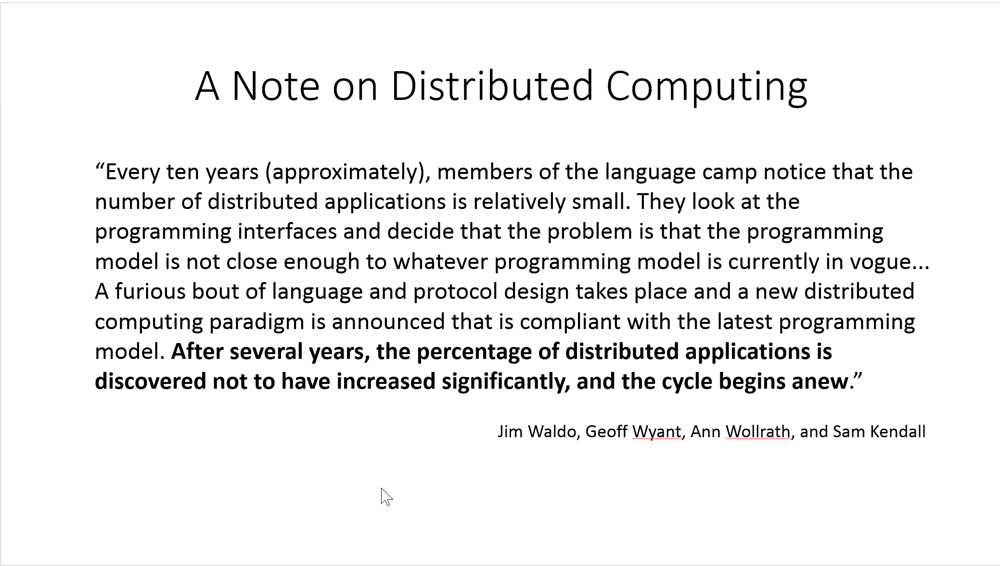 A Note on Distributed Computing
“Every ten years (approximately), members of the language camp notice that the
number of distributed applications is relatively small. They look at the
programming interfaces and decide that the problem is that the programming
model is not close enough to whatever programming model is currently in vogue...
A furious bout of language and protocol design takes place and a new distributed
computing paradigm is announced that is compliant with the latest programming
model. After several years, the percentage of distributed applications is
discovered not to have increased significantly, and the cycle begins anew.”
Jim Waldo, Geoff Wyant, Ann Wollrath, and Sam Kendall